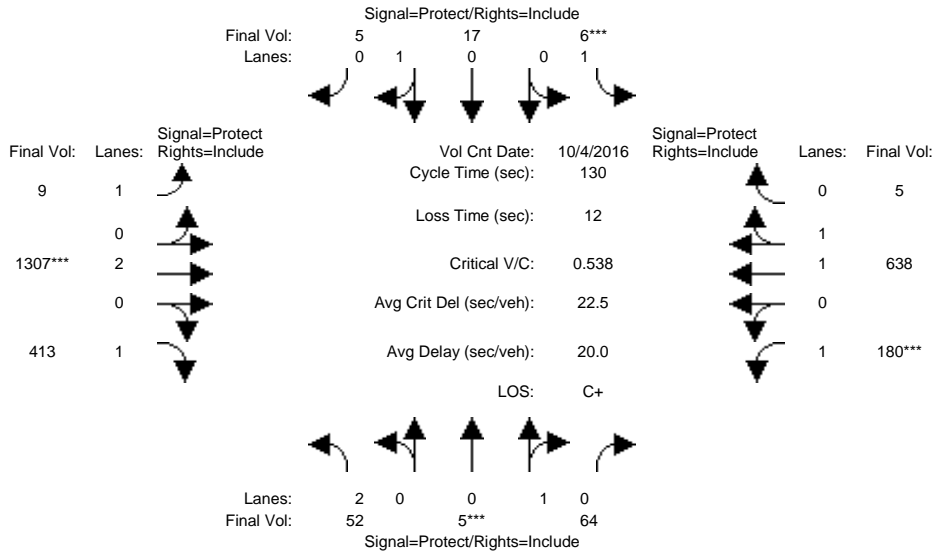 Signal=Protect/Rights=Include
Final Vol: 5 17 6***
Lanes: 0 1 0 0 1
Signal=Protect
Final Vol: Lanes: Rights=Include
Vol Cnt Date: 10/4/2016
Signal=Protect
Rights=Include Lanes: Final Vol:
Cycle Time (sec): 130
9 1 0 5
Loss Time (sec): 12
0 1
1307*** 2 Critical V/C: 0.538 1 638
0 Avg Crit Del (sec/veh): 22.5 0
413 1 Avg Delay (sec/veh): 20.0 1 180***
LOS: C+
Lanes: 2 0 0 1 0
Final Vol: 52 5*** 64
Signal=Protect/Rights=Include